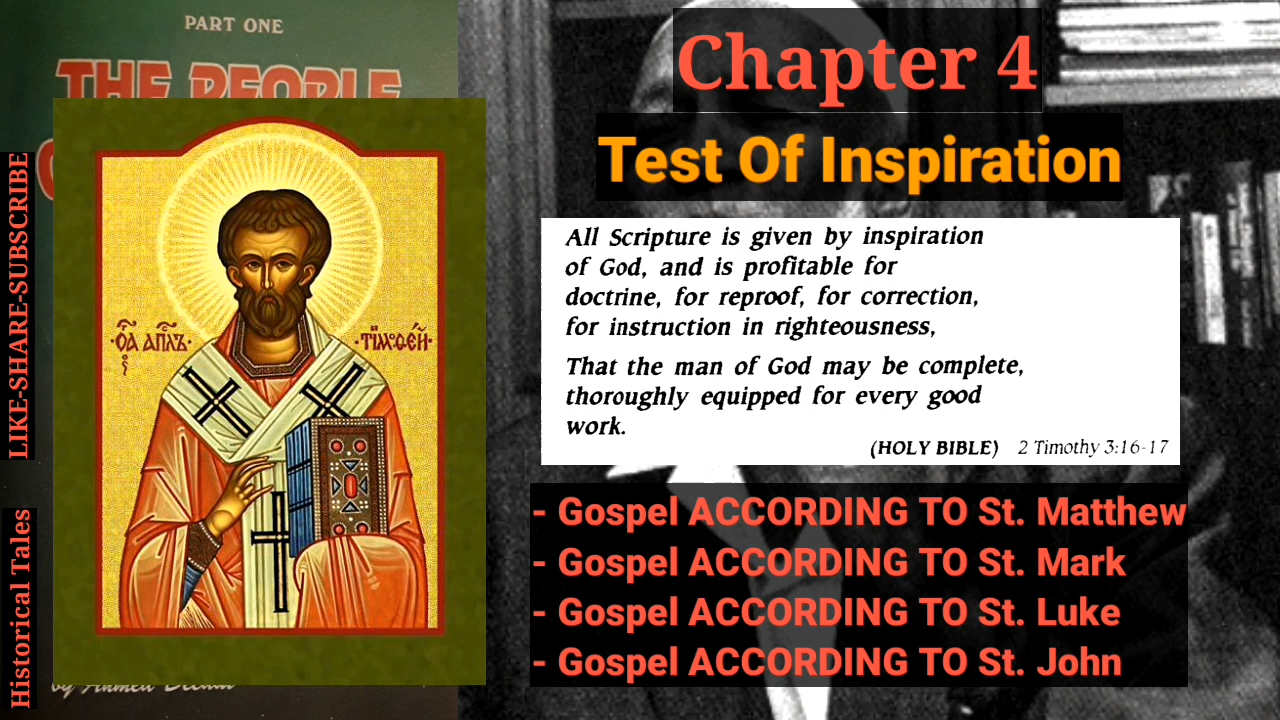 PART ONE
THE PEOPLE
LIKE-SHARE-SUBSCRIBE
Historical Tales
Chapter 4
Test Of Inspiration
All Scripture is given by inspiration
of God, and is profitable for
doctrine, for reproof, for correction,
for instruction in righteousness,
That the man of God may be complete,
thoroughly equipped for every good
work.
(HOLY BIBLE) 2 Timothy 3:16-17
- Gospel ACCORDING TO St. Matthew
- Gospel ACCORDING TO St. Mark
- Gospel ACCORDING TO St. Luke
- Gospel ACCORDING TO St. John